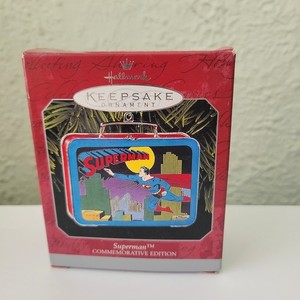 Hallmark
KEEPSAKE
ORNAMENT
SUPERMAN
Superman™
COMMEMORATIVE EDITION